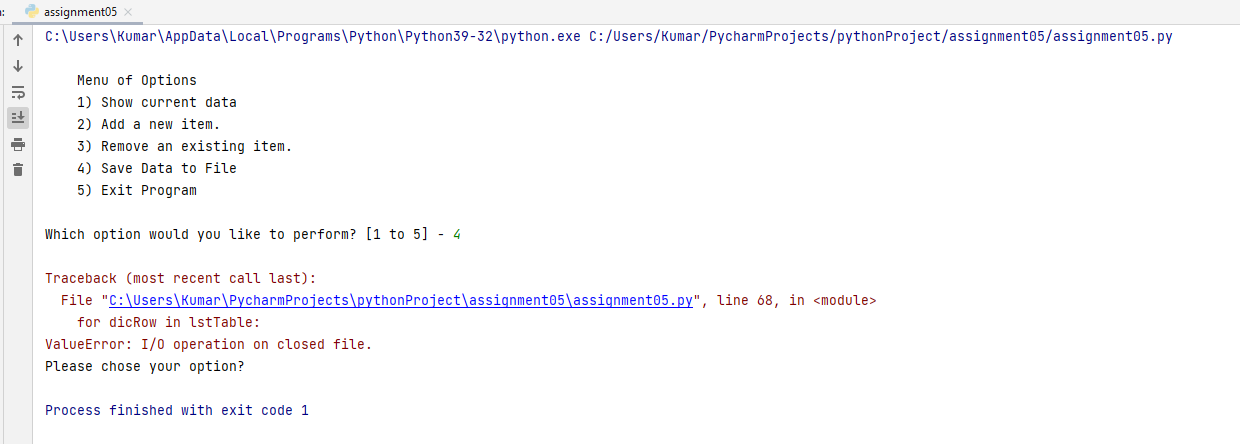 assignment05
C:\Users\Kumar\AppData\Local\Programs\Python\Python39-32\python.exe C:/Users/Kumar/PycharmProjects/pythonProject/assignment05/assignment05.py
Menu of Options
1) Show current data
2) Add a new item.
3) Remove an existing item.
4) Save Data to File
5) Exit Program
Which option would you like to perform? [1 to 5] - 4
Traceback (most recent call last):
File "C:\Users\Kumar\PycharmProjects\pythonProject\assignment05\assignment05.py", line 68, in <module>
for dicRow in lstTable:
ValueError: I/O operation on closed file.
Please chose your option?
Process finished with exit code 1